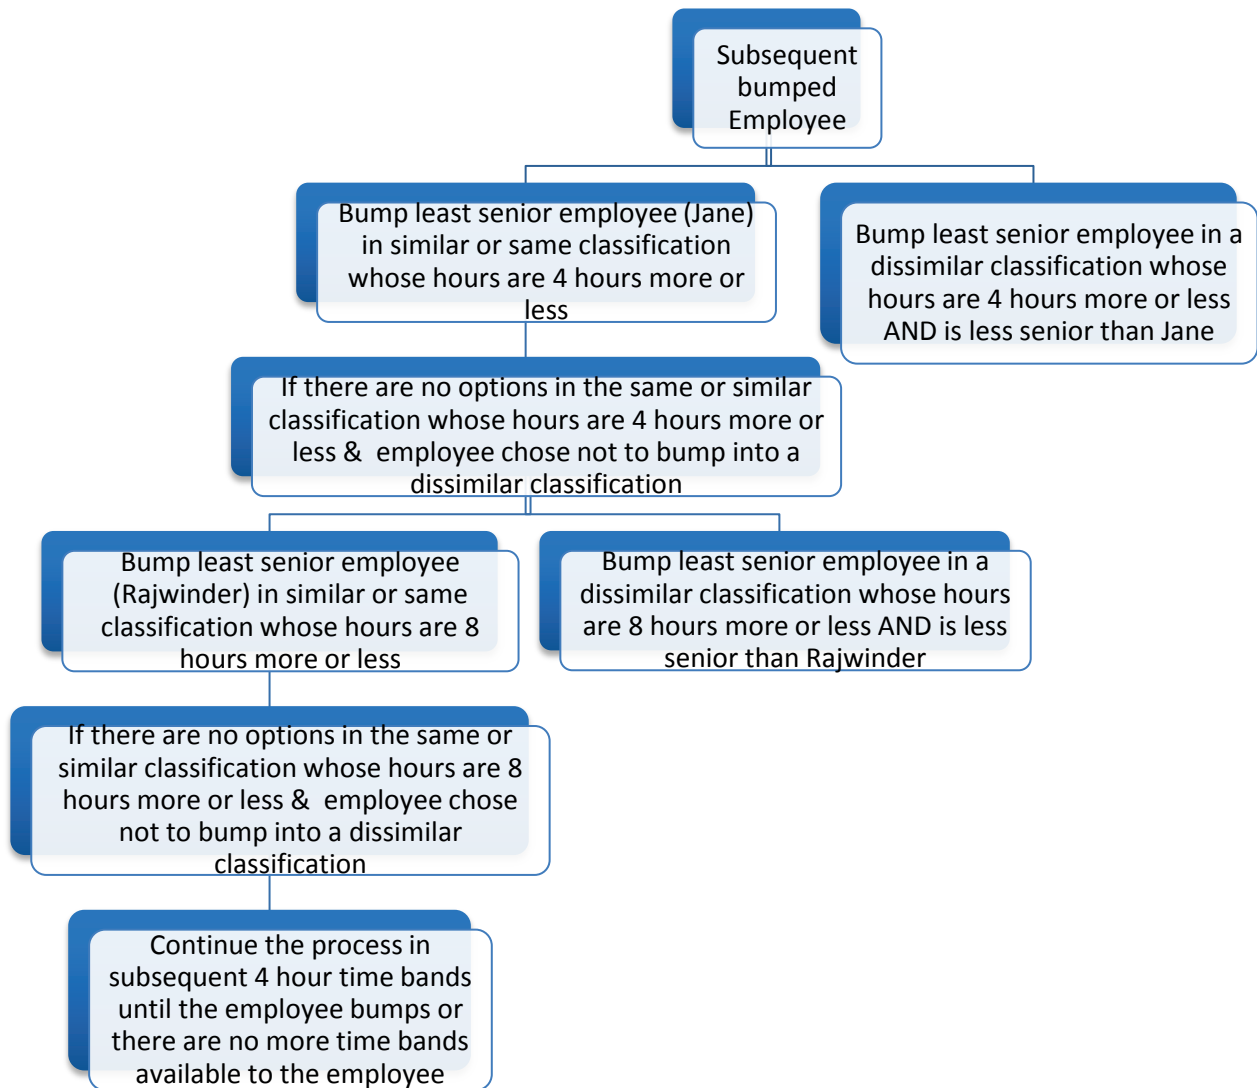 Subsequent
bumped
Employee
Bump least senior employee (Jane)
in similar or same classification
whose hours are 4 hours more or
less
Bump least senior employee in a
dissimilar classification whose
hours are 4 hours more or less
AND is less senior than Jane
If there are no options in the same or similar
classification whose hours are 4 hours more or
less &  employee chose not to bump into a
dissimilar classification
Bump least senior employee
(Rajwinder) in similar or same
classification whose hours are 8
hours more or less
Bump least senior employee in a
dissimilar classification whose hours
are 8 hours more or less AND is less
senior than Rajwinder
If there are no options in the same or
similar classification whose hours are 8
hours more or less &  employee chose
not to bump into a dissimilar
classification
Continue the process in
subsequent 4 hour time bands
until the employee bumps or
there are no more time bands
available to the employee